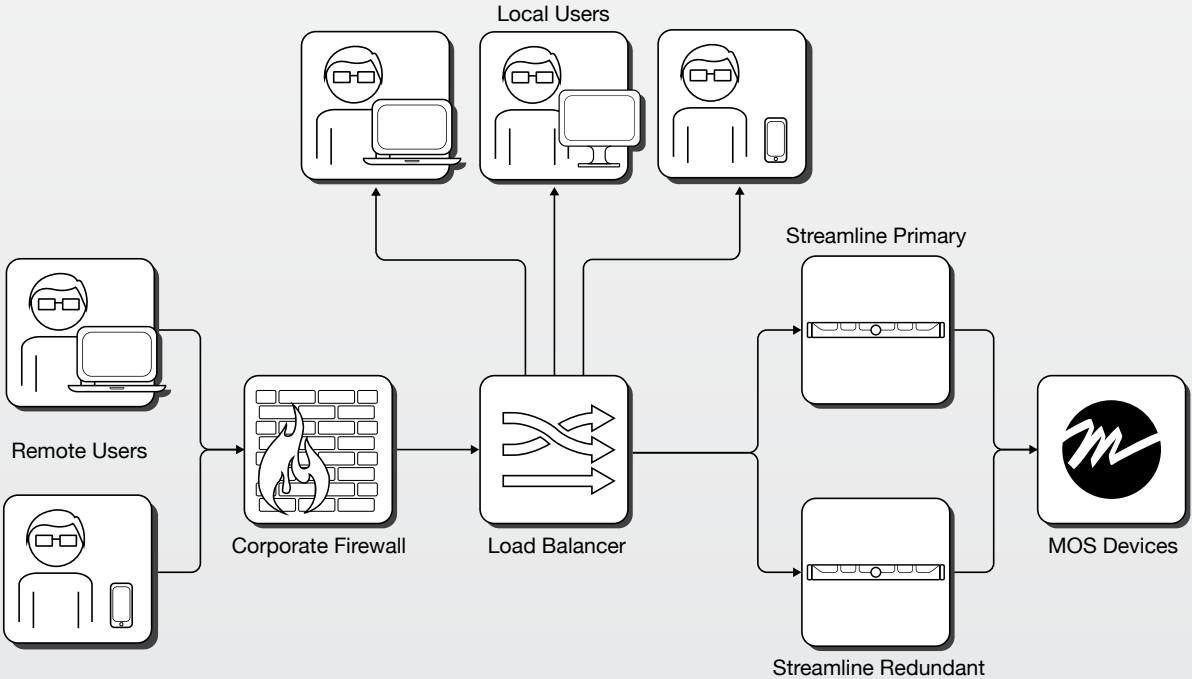 Local Users
Streamline Primary
Remote Users
Corporate Firewall
Load Balancer
MOS Devices
Streamline Redundant